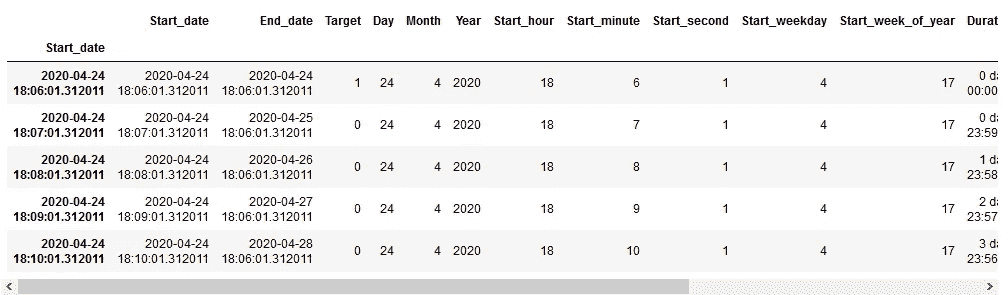 Start_date End_date Target Day Month Year Start_hour Start_minute Start_second Start_weekday Start_week_of_year Durat
Start_date
2020-04-24 2020-04-24 2020-04-24 1 24 4 2020 18 6 1 4 17 0 da
18:06:01.312011 18:06:01.312011 18:06:01.312011 00:00
2020-04-24 2020-04-24 2020-04-25 0 24 4 2020 18 7 1 4 17 0 da
18:07:01.312011 18:07:01.312011 18:06:01.312011 23:59
2020-04-24 2020-04-24 2020-04-26 0 24 4 2020 18 8 1 4 17 1 da
18:08:01.312011 18:08:01.312011 18:06:01.312011 23:58
2020-04-24 2020-04-24 2020-04-27 0 24 4 2020 18 9 1 4 17 2 da
18:09:01.312011 18:09:01.312011 18:06:01.312011 23:57
2020-04-24 2020-04-24 2020-04-28 0 24 4 2020 18 10 1 4 17 3 da
18:10:01.312011 18:10:01.312011 18:06:01.312011 23:56